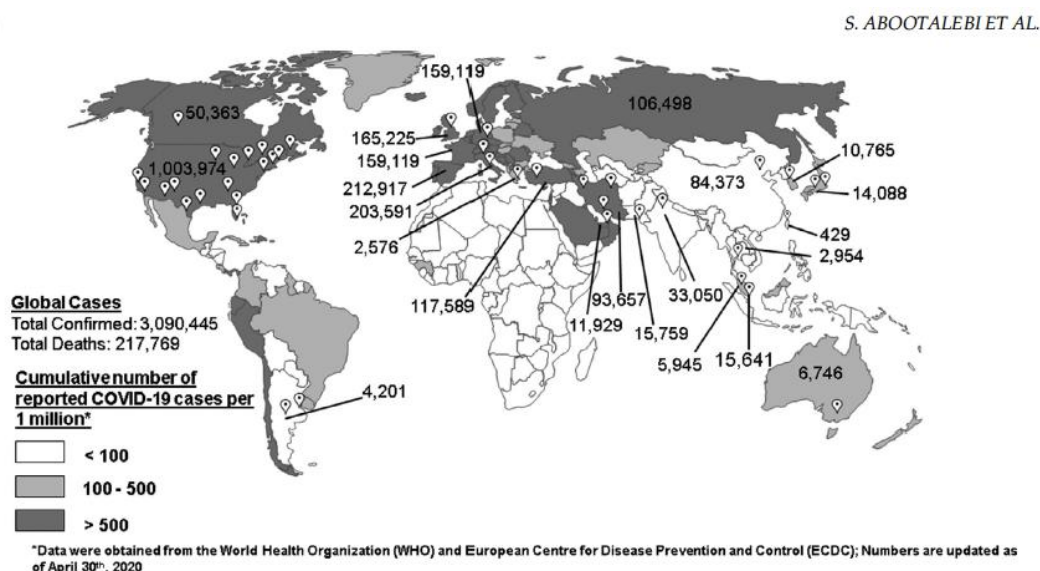 S. ABOOTALEBI ET AL.
159,119
50,363
106,498
165,225
10,765
159,119
1,003,974
84,373
212,917
14,088
203,591
2,576
429
2,954
Global Cases
117,589
93,657
33,050
Total Confirmed: 3,090,445
11,929
15,759
Total Deaths: 217,769
5,945
15,641
6,746
Cumulative number of
reported COVID-19 cases per
4,201
1 million*
< 100
100 - 500
> 500
*Data were obtained from the World Health Organization (WHO) and European Centre for Disease Prevention and Control (ECDC); Numbers are updated as
of April 30th, 2020